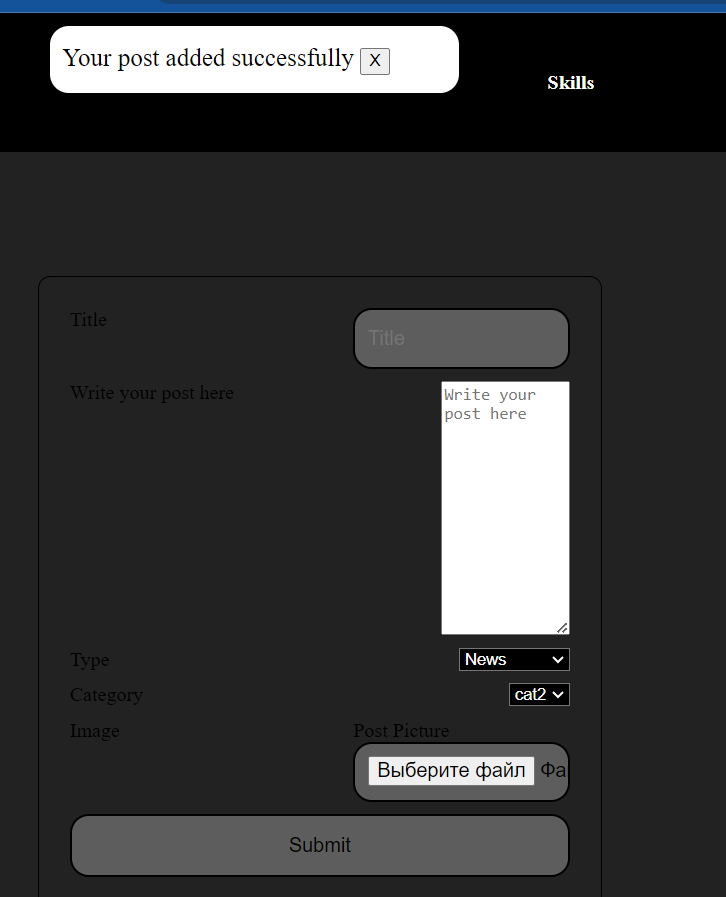 Your post added successfully X
Skills
Title
Title
Write your post here
Write your
post here
Type
News
Category
cat2
Image
Post Picture
Выберите файл Фа
Submit